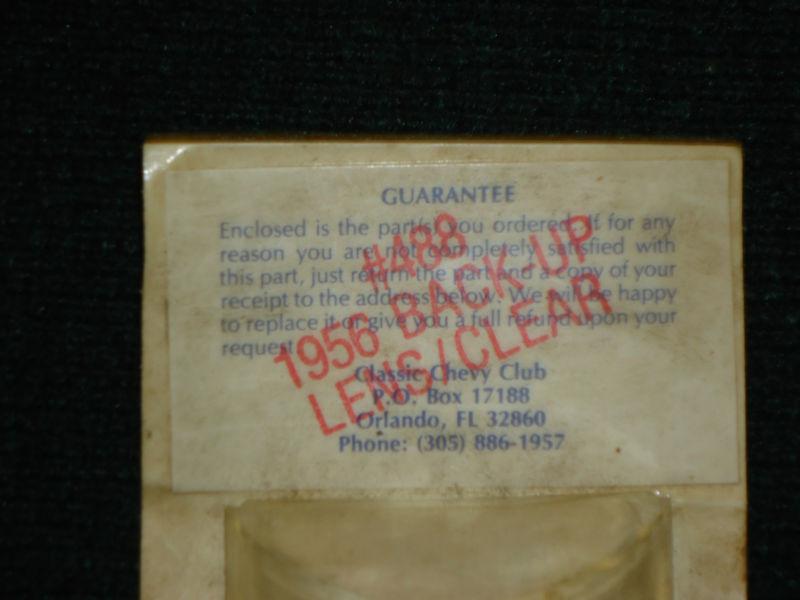 GUARANTEE
Enclosed is the part(s) you ordered. If for any
reason you are not completely satisfied with
this part, just return the part and a copy of your
receipt to the address below. We will be happy
to replace it or give you a full refund upon your
request.
Classic Chevy Club
P.O. Box 17188
Orlando, FL 32860
Phone: (305) 886-1957
#488
1956 BACK-UP
LENS/CLEAR